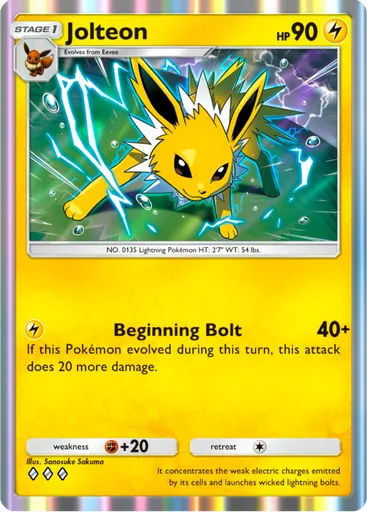 STAGE 1
Jolteon
HP 90
Evolves from Eevee
NO. 0135 Lightning Pokémon HT: 2'7" WT: 54 lbs.
Beginning Bolt 40+
If this Pokémon evolved during this turn, this attack
does 20 more damage.
weakness +20 retreat
Illus. Sanosuke Sakuma
It concentrates the weak electric charges emitted
by its cells and launches wicked lightning bolts.